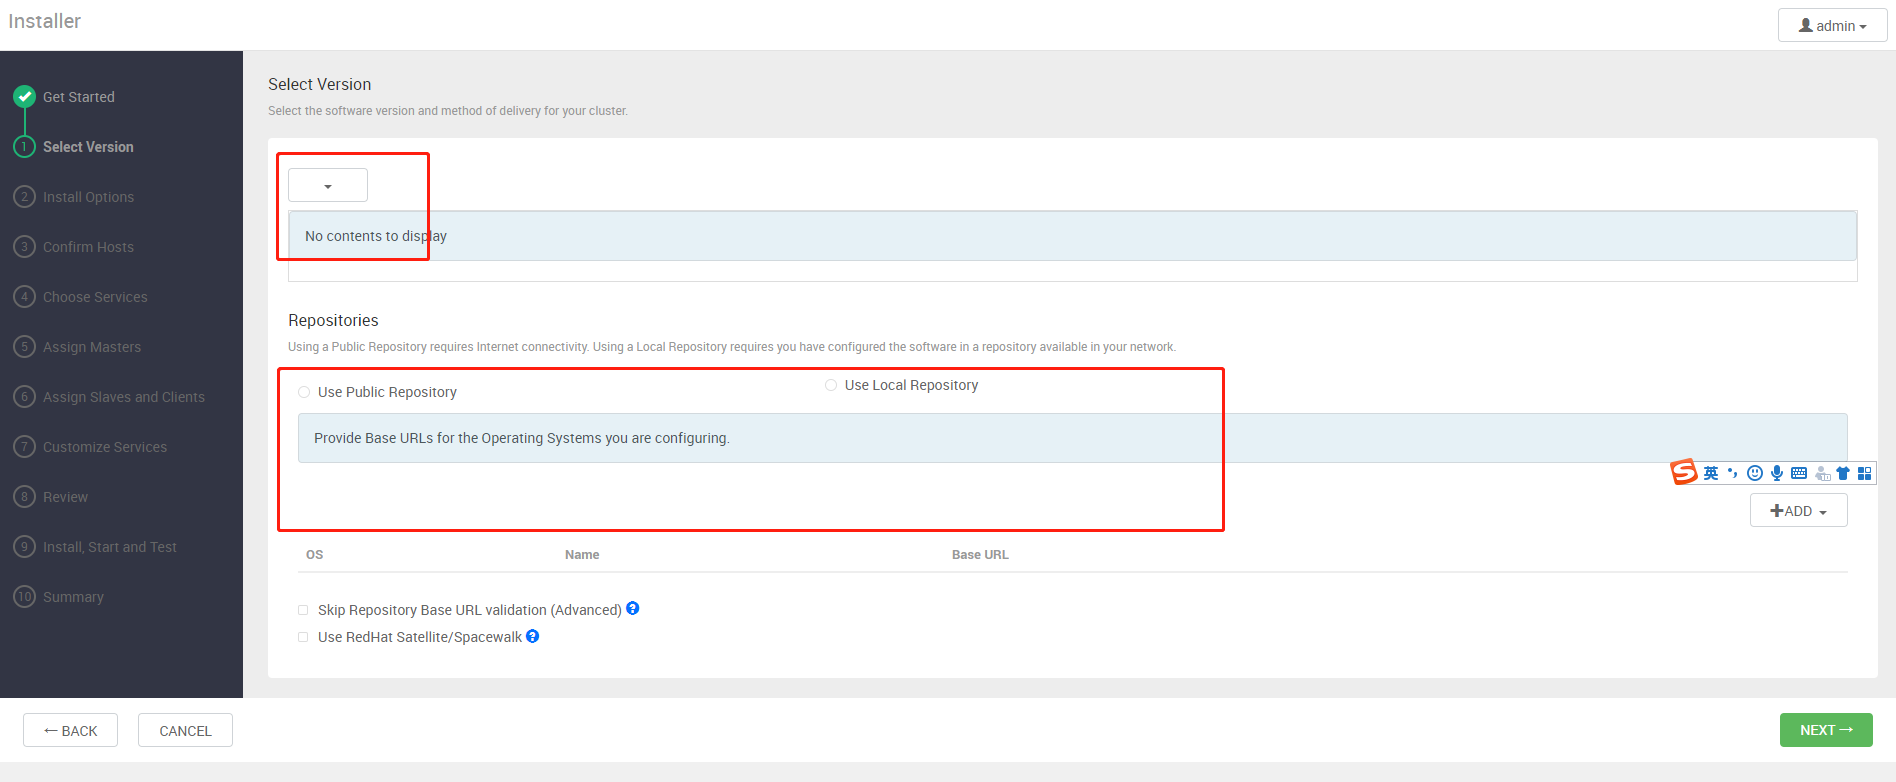 Installer
admin
Get Started
1 Select Version
2 Install Options
3 Confirm Hosts
4 Choose Services
5 Assign Masters
6 Assign Slaves and Clients
7 Customize Services
8 Review
9 Install, Start and Test
10 Summary
Select Version
Select the software version and method of delivery for your cluster.
No contents to display
Repositories
Using a Public Repository requires Internet connectivity. Using a Local Repository requires you have configured the software in a repository available in your network.
Use Public Repository
Use Local Repository
Provide Base URLs for the Operating Systems you are configuring.
S 英
ADD
OS Name Base URL
Skip Repository Base URL validation (Advanced) ?
Use RedHat Satellite/Spacewalk ?
← BACK
CANCEL
NEXT →